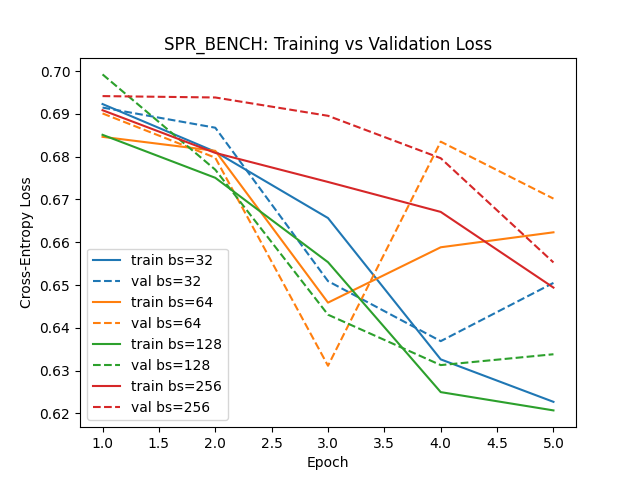 SPR_BENCH: Training vs Validation Loss
Cross-Entropy Loss
0.70
0.69
0.68
0.67
0.66
0.65
0.64
0.63
0.62
train bs=32
val bs=32
train bs=64
val bs=64
train bs=128
val bs=128
train bs=256
val bs=256
1.0 1.5 2.0 2.5 3.0 3.5 4.0 4.5 5.0
Epoch